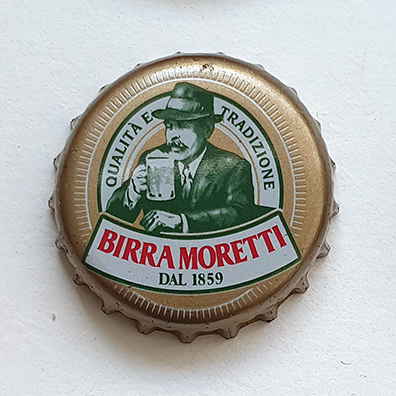 QUALITÀ E TRADIZIONE
BIRRA MORETTI
DAL 1859